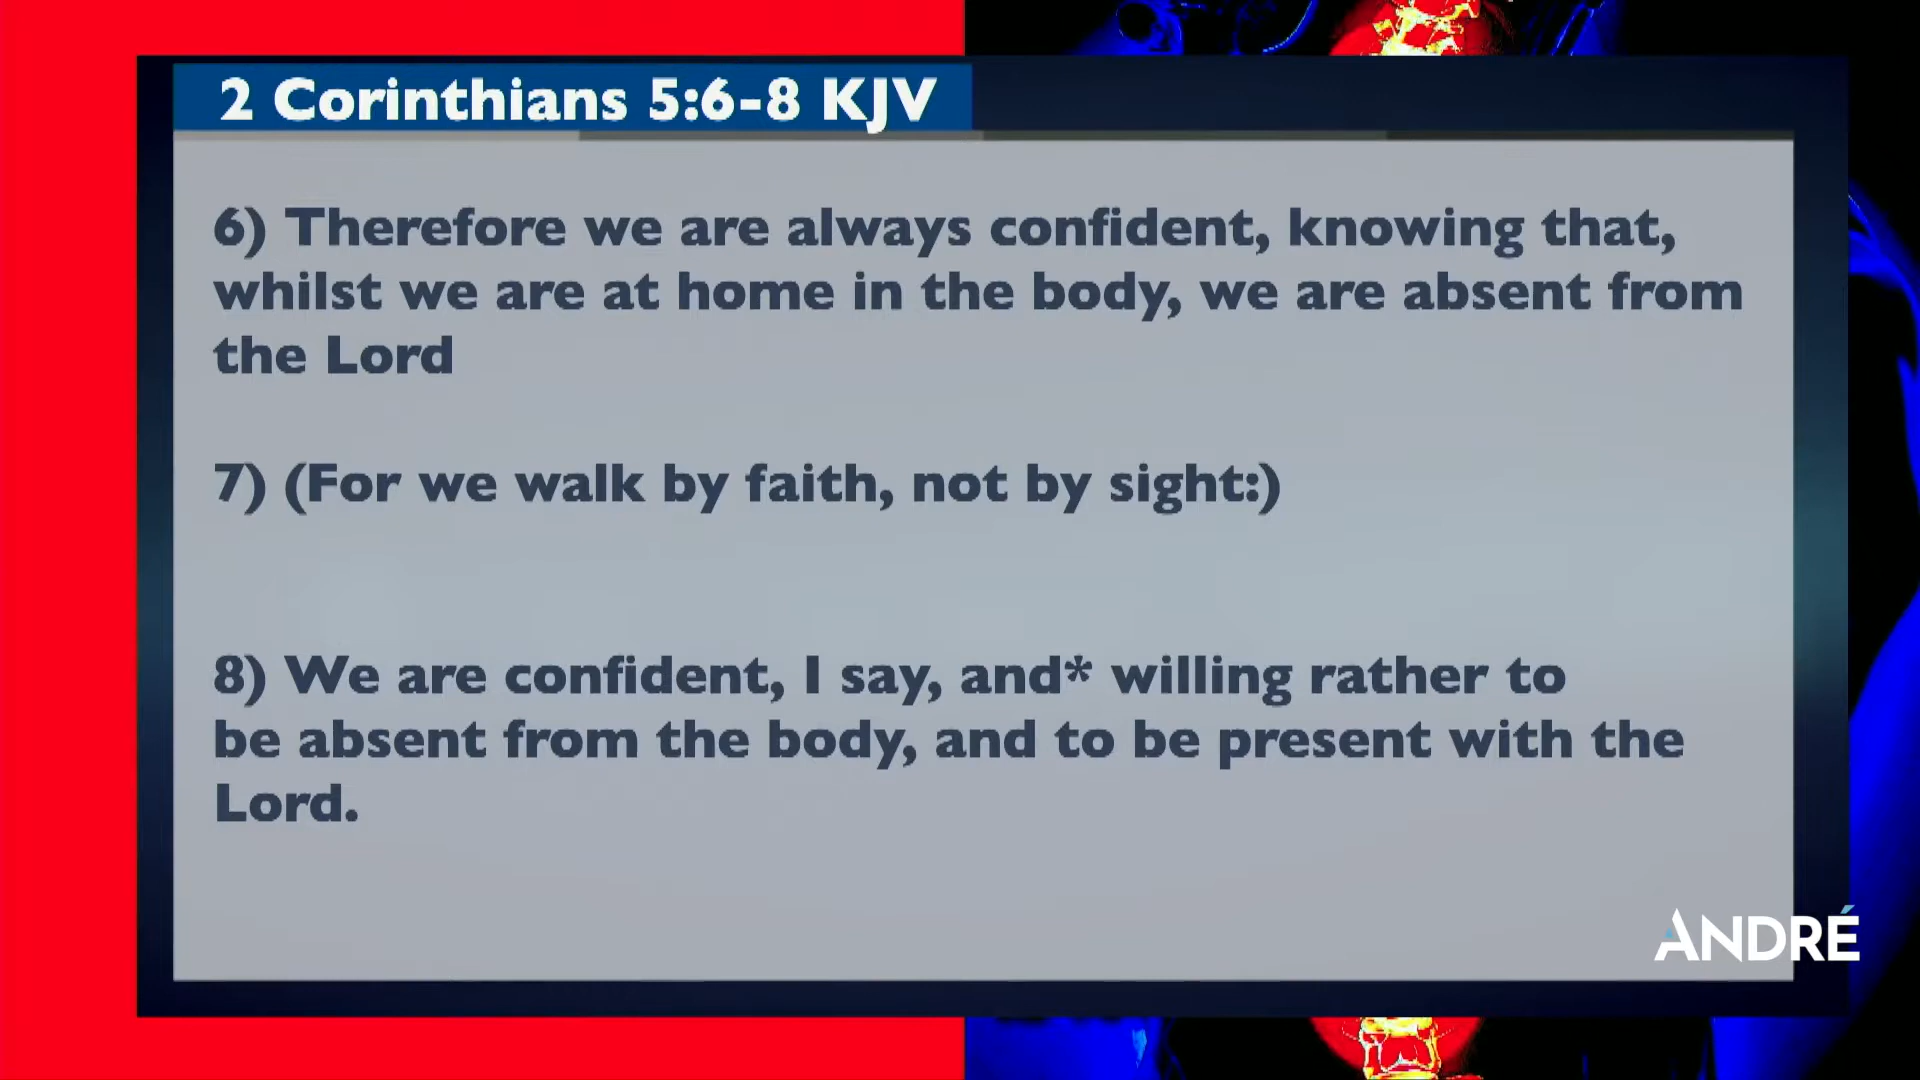 2 Corinthians 5:6-8 KJV
6) Therefore we are always confident, knowing that,
whilst we are at home in the body, we are absent from
the Lord
7) (For we walk by faith, not by sight:)
8) We are confident, I say, and* willing rather to
be absent from the body, and to be present with the
Lord.
ANDRÉ